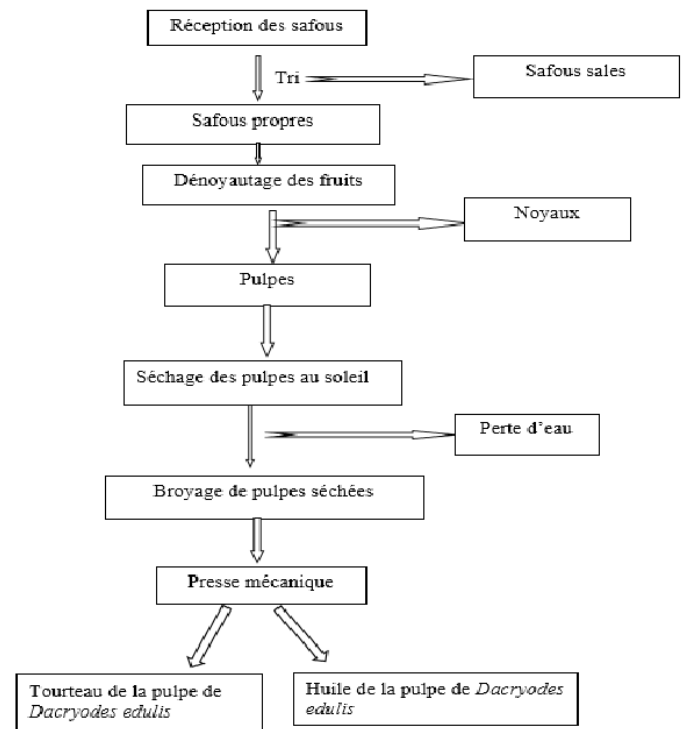 Réception des safous
Tri
Safous sales
Safous propres
Dénoyautage des fruits
Noyaux
Pulpes
Séchage des pulpes au soleil
Perte d'eau
Broyage de pulpes séchées
Presse mécanique
Tourteau de la pulpe de
Dacryodes edulis
Huile de la pulpe de Dacryodes
edulis